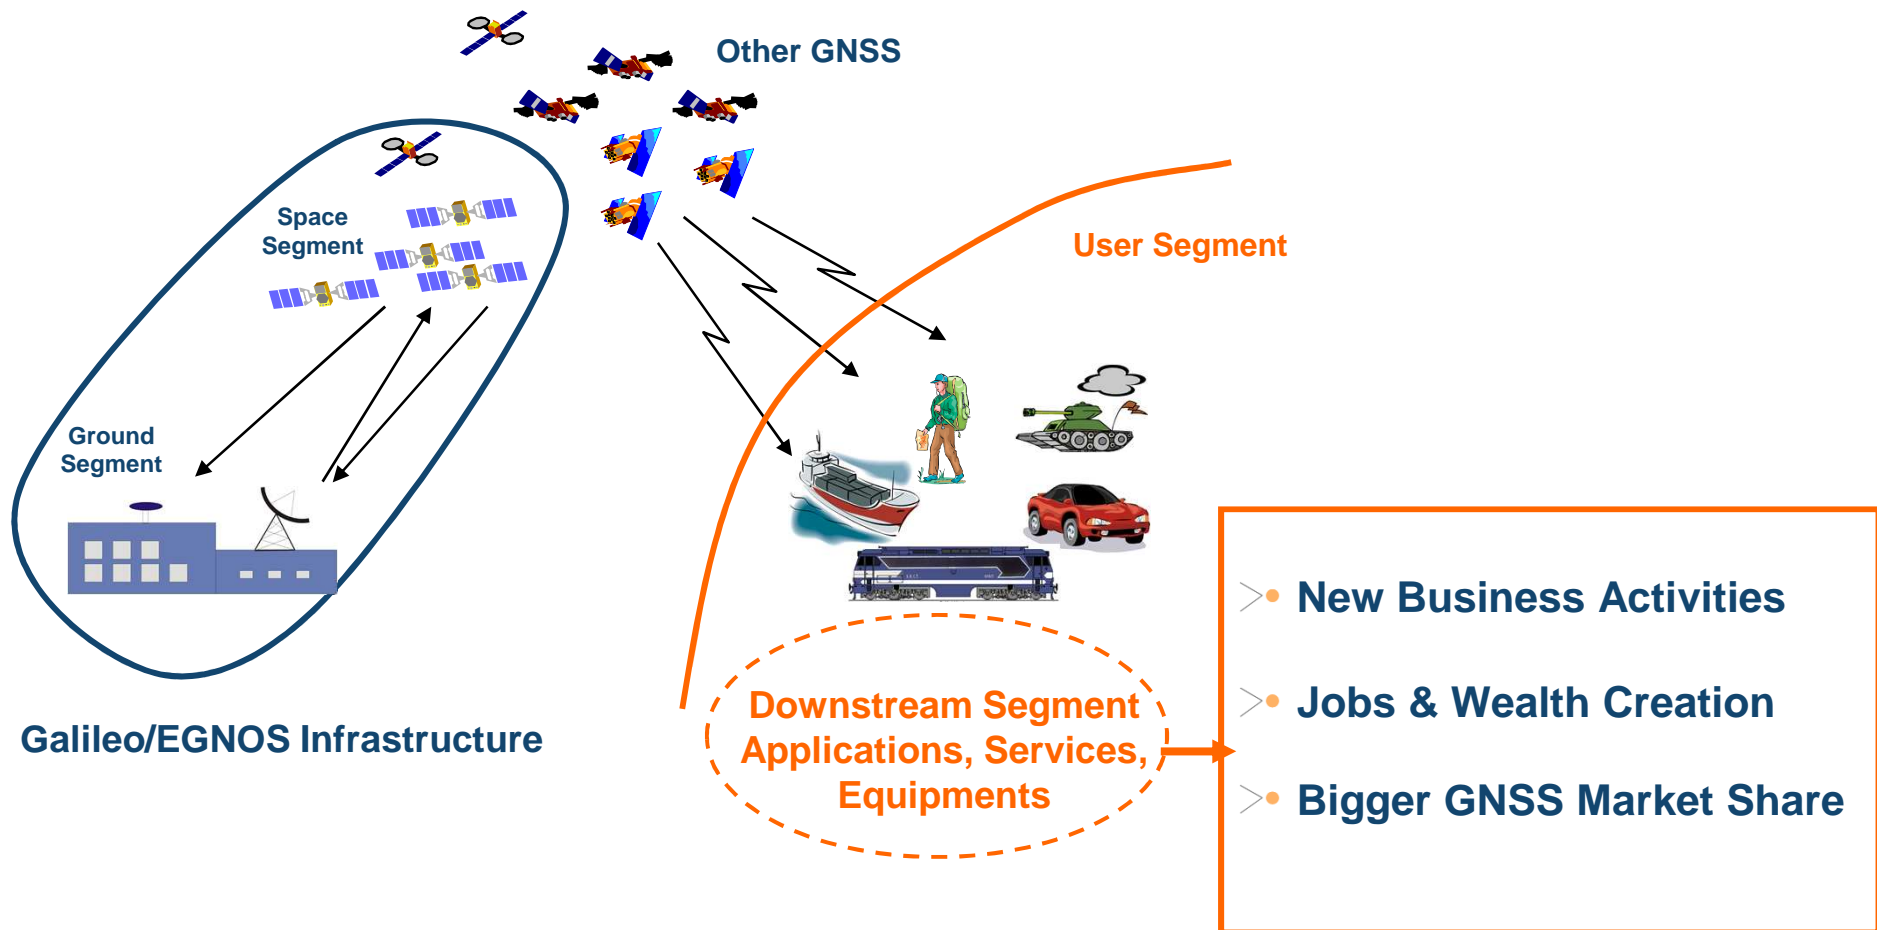 Other GNSS
Space
Segment
User Segment
Ground
Segment
Galileo/EGNOS Infrastructure
Downstream Segment
Applications, Services,
Equipments
New Business Activities
Jobs & Wealth Creation
Bigger GNSS Market Share